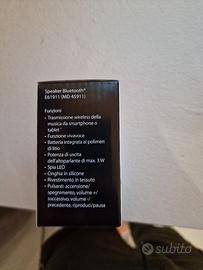 Speaker Bluetooth®
E61911 (MD 45911)
Funzioni
• Trasmissione wireless della
musica da smartphone o
tablet
• Funzione vivavoce
• Batteria integrata ai polimeri
di litio
• Potenza di uscita
dell'altoparlante di max. 3 W
• Spia LED
• Cinghia in silicone
• Rivestimento in tessuto
• Pulsanti: accensione/
spegnimento, volume +/
successivo, volume -/
precedente, riproduci/pausa
subito